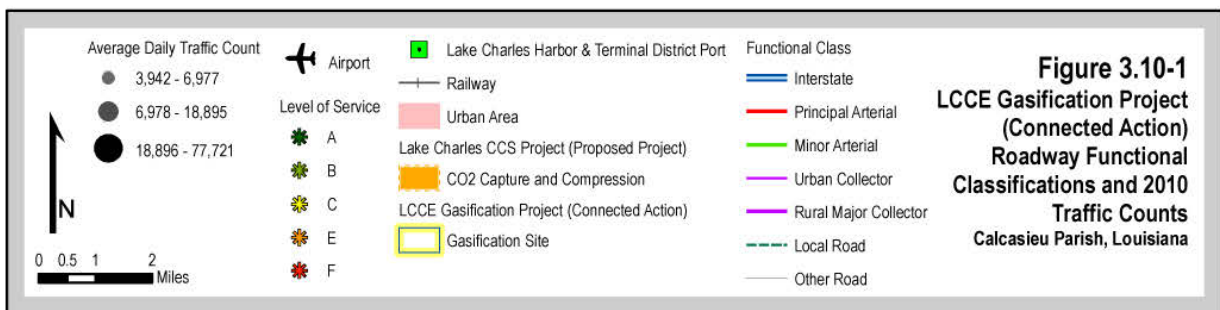 Average Daily Traffic Count
3,942 - 6,977
6,978 - 18,895
18,896 - 77,721
N
0 0.5 1 2
Miles
Airport
Level of Service
A
B
C
E
F
Lake Charles Harbor & Terminal District Port
Railway
Urban Area
Lake Charles CCS Project (Proposed Project)
CO2 Capture and Compression
LCCE Gasification Project (Connected Action)
Gasification Site
Functional Class
Interstate
Principal Arterial
Minor Arterial
Urban Collector
Rural Major Collector
Local Road
Other Road
Figure 3.10-1
LCCE Gasification Project
(Connected Action)
Roadway Functional
Classifications and 2010
Traffic Counts
Calcasieu Parish, Louisiana